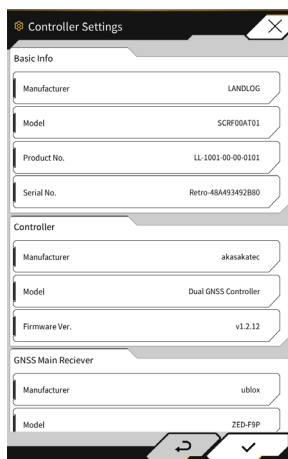 Controller Settings
Basic Info
Manufacturer LANDLOG
Model SCRF00AT01
Product No. LL-1001-00-00-0101
Serial No. Retro-48A493492B80
Controller
Manufacturer akasakatec
Model Dual GNSS Controller
Firmware Ver. v1.2.12
GNSS Main Reciever
Manufacturer ublox
Model ZED-F9P